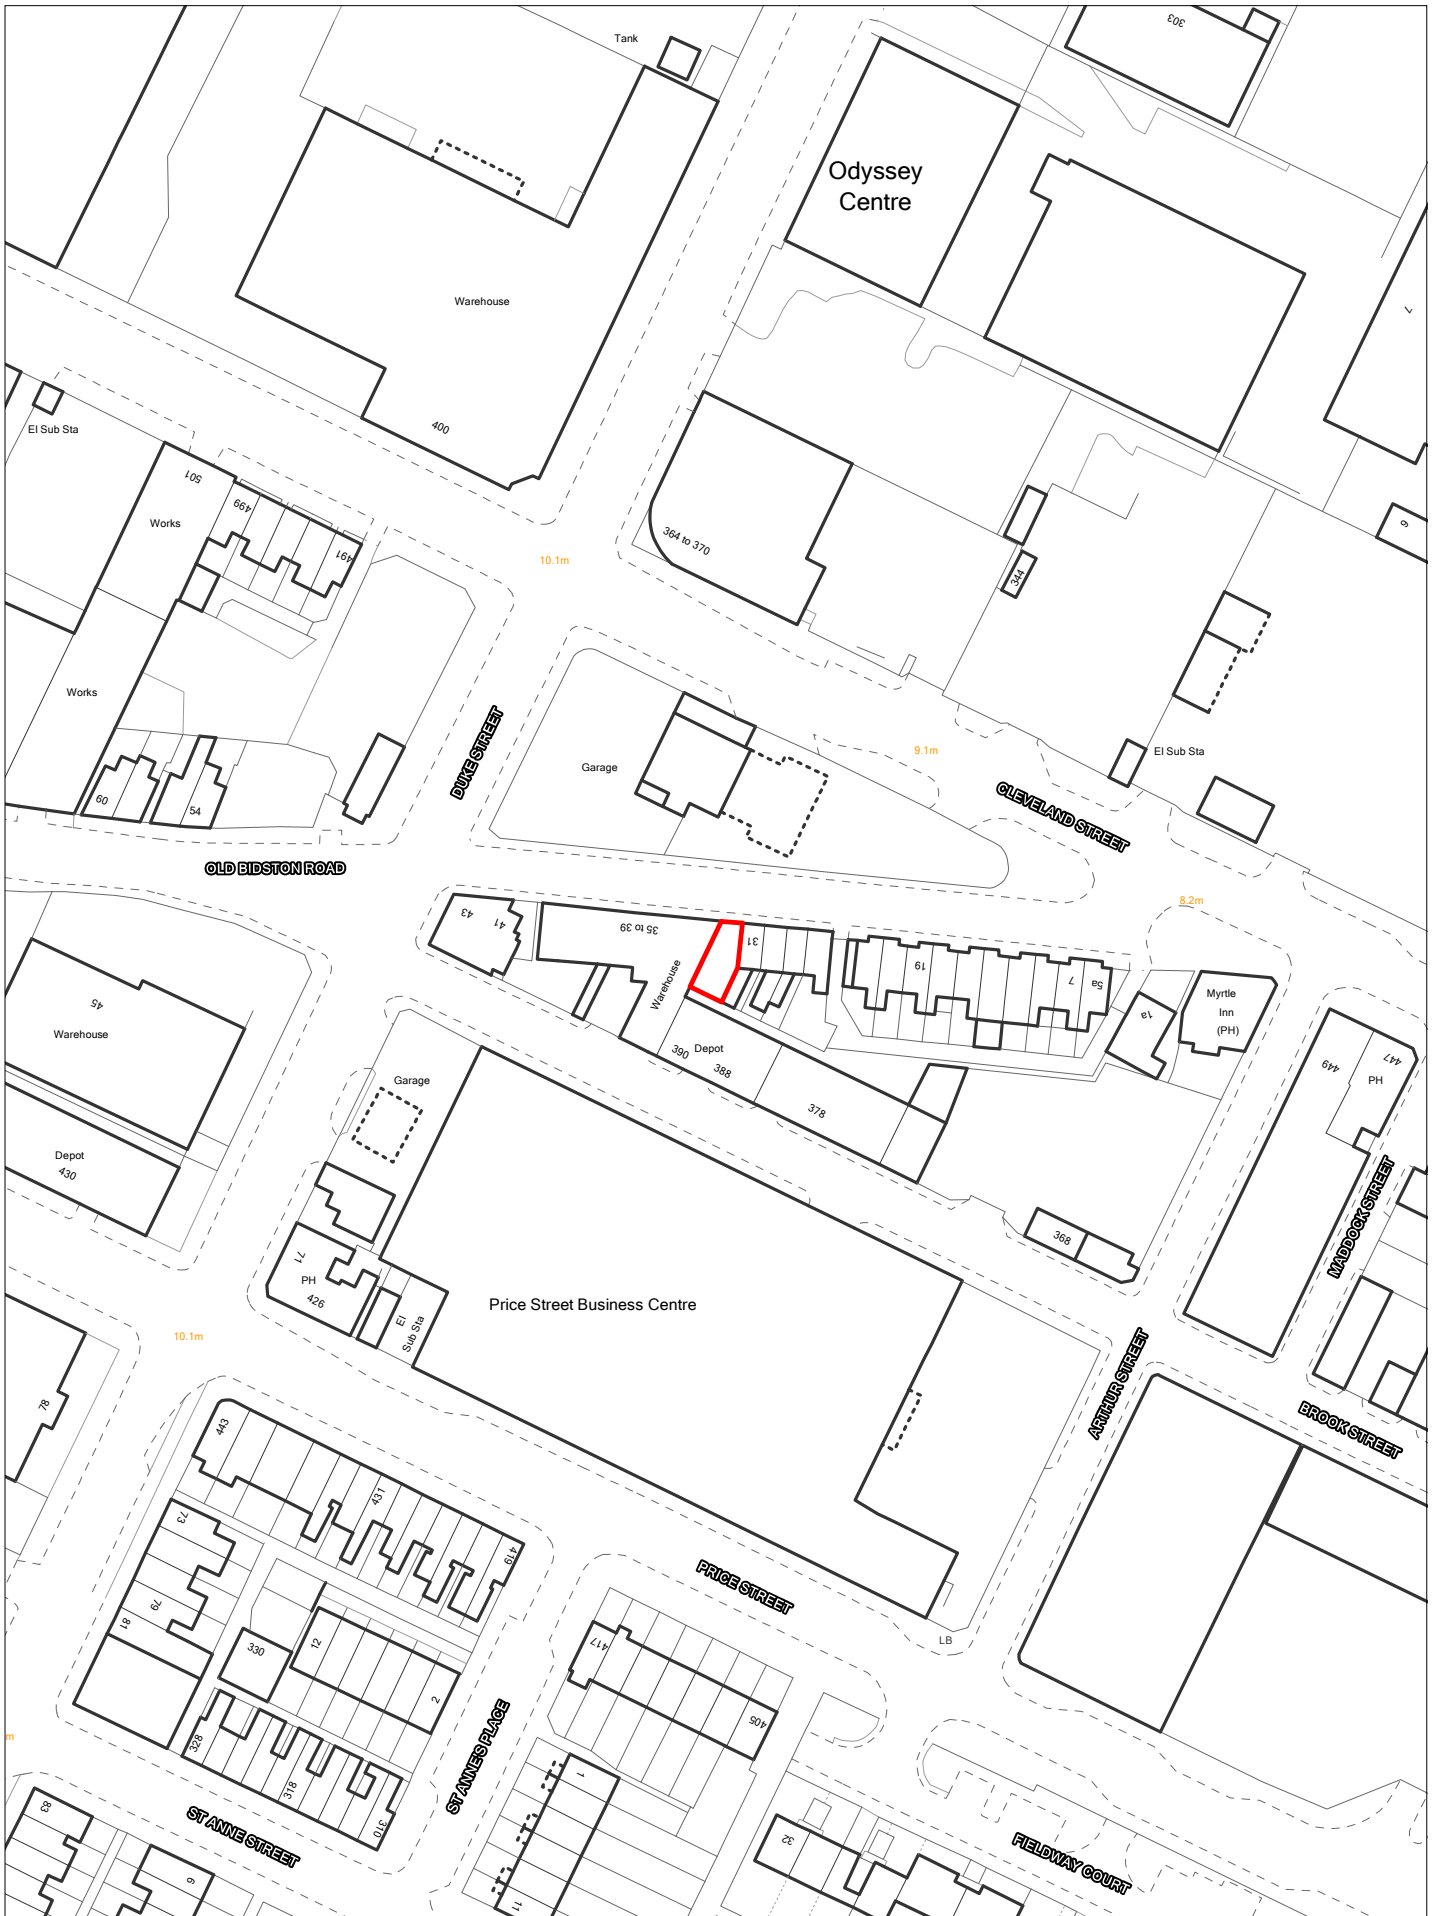 303
Tank
Odyssey
Centre
Warehouse
7
400
El Sub Sta
501
499
Works
491
364 to 370
9
10.1m
344
Works
DUKE STREET
9.1m
El Sub Sta
Garage
CLEVELAND STREET
60
54
OLD BIDSTON ROAD
8.2m
43
41
35 to 39
31
19
7
5a
Warehouse
Myrtle
Inn
(PH)
1a
45
Warehouse
390
Depot
388
449
447
PH
Garage
378
Depot
430
MADDOCK STREET
368
71
PH
426
El
Sub Sta
Price Street Business Centre
10.1m
ARTHUR STREET
78
BROOK STREET
443
431
73
419
PRICE STREET
79
81
12
330
417
LB
2
405
ST ANNE'S PLACE
m
328
318
310
1
83
ST ANNE STREET
32
FIELDWAY COURT
9
11